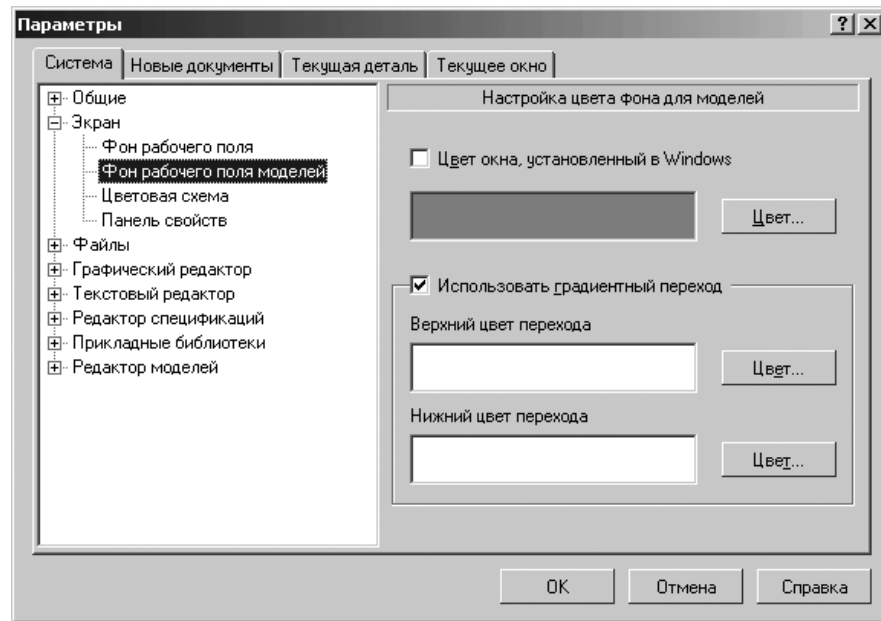 Параметры
Система Новые документы Текущая деталь Текущее окно
Общие
Экран
Фон рабочего поля
Фон рабочего поля моделей
Цветовая схема
Панель свойств
Файлы
Графический редактор
Текстовый редактор
Редактор спецификаций
Прикладные библиотеки
Редактор моделей
Настройка цвета фона для моделей
Цвет окна, установленный в Windows
Цвет...
Использовать градиентный переход
Верхний цвет перехода
Цвет...
Нижний цвет перехода
Цвет...
OK Отмена Справка